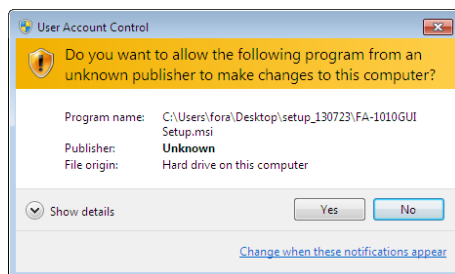 User Account Control
Do you want to allow the following program from an
unknown publisher to make changes to this computer?
Program name: C:\Users\fora\Desktop\setup_130723\FA-1010GUI
Setup.msi
Publisher: Unknown
File origin: Hard drive on this computer
Show details
Yes
No
Change when these notifications appear